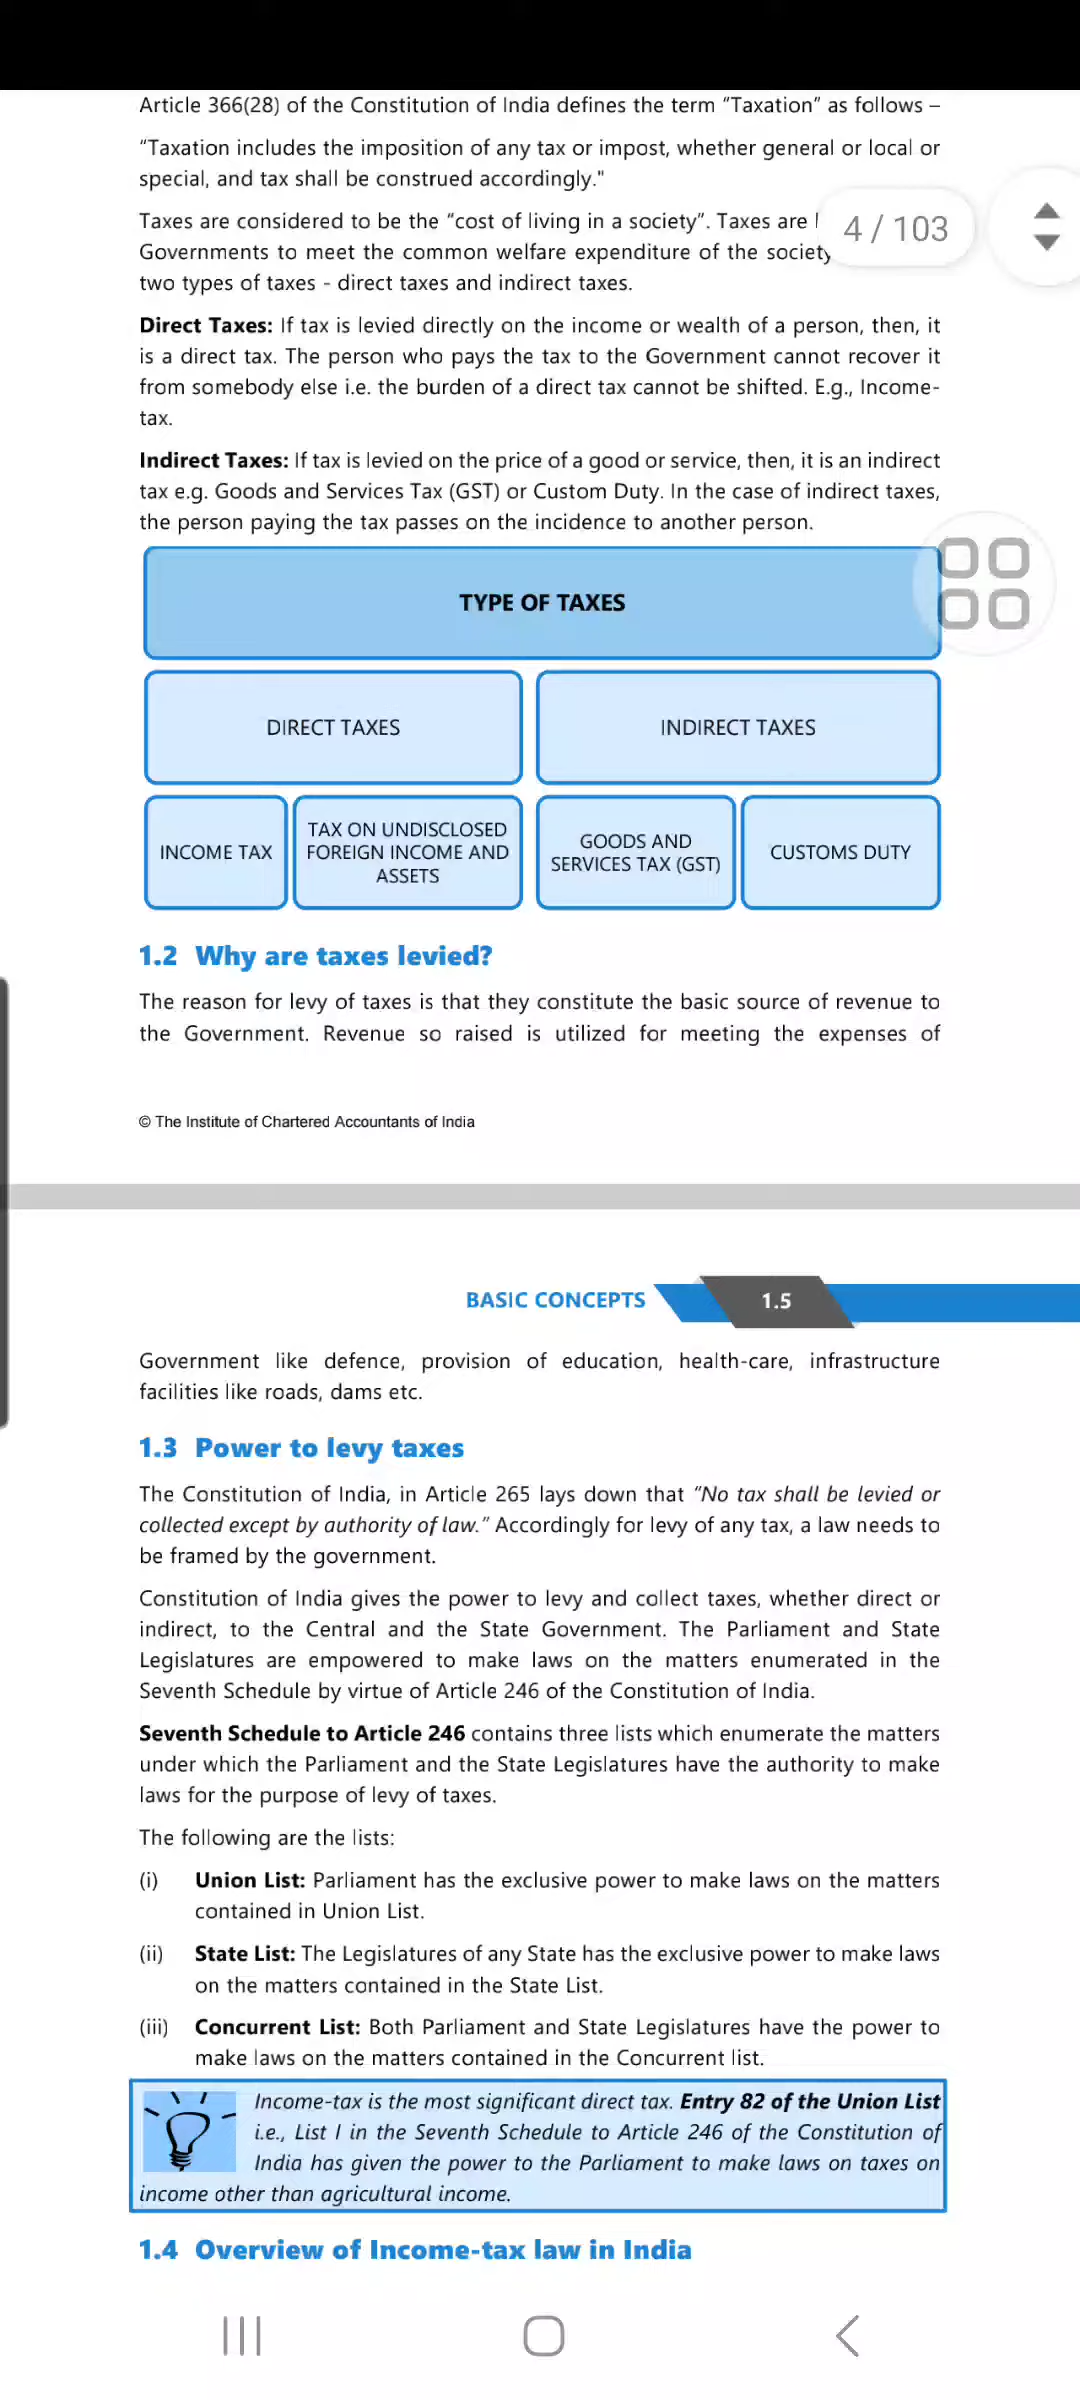 Article 366(28) of the Constitution of India defines the term “Taxation” as follows –
“Taxation includes the imposition of any tax or impost, whether general or local or
special, and tax shall be construed accordingly."
Taxes are considered to be the “cost of living in a society”. Taxes are
4 / 103
Governments to meet the common welfare expenditure of the society
two types of taxes - direct taxes and indirect taxes.
Direct Taxes: If tax is levied directly on the income or wealth of a person, then, it
is a direct tax. The person who pays the tax to the Government cannot recover it
from somebody else i.e. the burden of a direct tax cannot be shifted. E.g., Income-
tax.
Indirect Taxes: If tax is levied on the price of a good or service, then, it is an indirect
tax e.g. Goods and Services Tax (GST) or Custom Duty. In the case of indirect taxes,
the person paying the tax passes on the incidence to another person.
TYPE OF TAXES
DIRECT TAXES
INDIRECT TAXES
INCOME TAX
TAX ON UNDISCLOSED
FOREIGN INCOME AND
ASSETS
GOODS AND
SERVICES TAX (GST)
CUSTOMS DUTY
1.2 Why are taxes levied?
The reason for levy of taxes is that they constitute the basic source of revenue to
the Government. Revenue so raised is utilized for meeting the expenses of
© The Institute of Chartered Accountants of India
BASIC CONCEPTS
1.5
Government like defence, provision of education, health-care, infrastructure
facilities like roads, dams etc.
1.3 Power to levy taxes
The Constitution of India, in Article 265 lays down that “No tax shall be levied or
collected except by authority of law.” Accordingly for levy of any tax, a law needs to
be framed by the government.
Constitution of India gives the power to levy and collect taxes, whether direct or
indirect, to the Central and the State Government. The Parliament and State
Legislatures are empowered to make laws on the matters enumerated in the
Seventh Schedule by virtue of Article 246 of the Constitution of India.
Seventh Schedule to Article 246 contains three lists which enumerate the matters
under which the Parliament and the State Legislatures have the authority to make
laws for the purpose of levy of taxes.
The following are the lists:
(i) Union List: Parliament has the exclusive power to make laws on the matters
contained in Union List.
(ii) State List: The Legislatures of any State has the exclusive power to make laws
on the matters contained in the State List.
(iii) Concurrent List: Both Parliament and State Legislatures have the power to
make laws on the matters contained in the Concurrent list.
Income-tax is the most significant direct tax. Entry 82 of the Union List
i.e., List I in the Seventh Schedule to Article 246 of the Constitution of
India has given the power to the Parliament to make laws on taxes on
income other than agricultural income.
1.4 Overview of Income-tax law in India